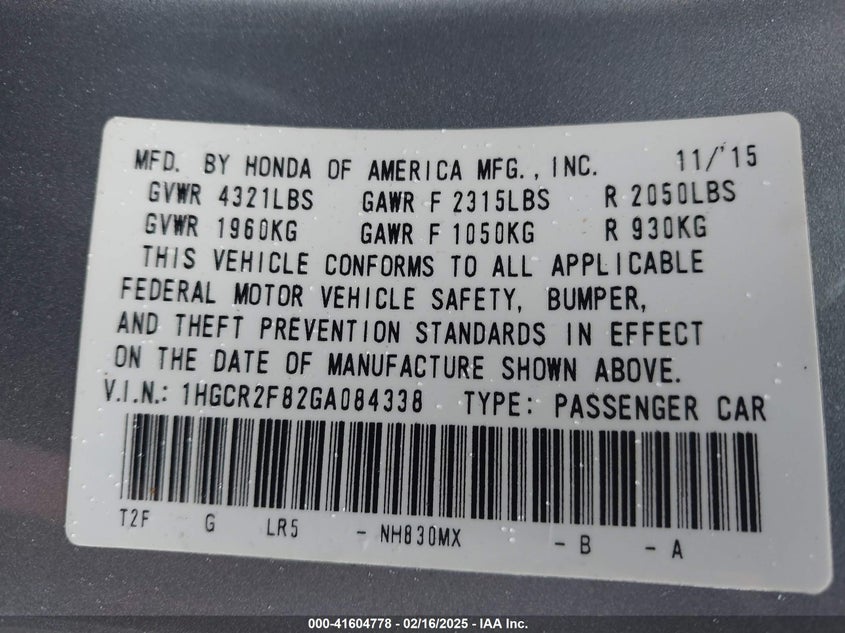 MFD. BY HONDA OF AMERICA MFG., INC. 11/'15
GVWR 4321LBS GAWR F 2315LBS R 2050LBS
GVWR 1960KG GAWR F 1050KG R 930KG
THIS VEHICLE CONFORMS TO ALL APPLICABLE
FEDERAL MOTOR VEHICLE SAFETY, BUMPER,
AND THEFT PREVENTION STANDARDS IN EFFECT
ON THE DATE OF MANUFACTURE SHOWN ABOVE.
V.I.N.: 1HGCR2F82GA084338 TYPE: PASSENGER CAR
T2F G LR5 - NH830MX - B - A
000-41604778 - 02/16/2025 - IAA Inc.